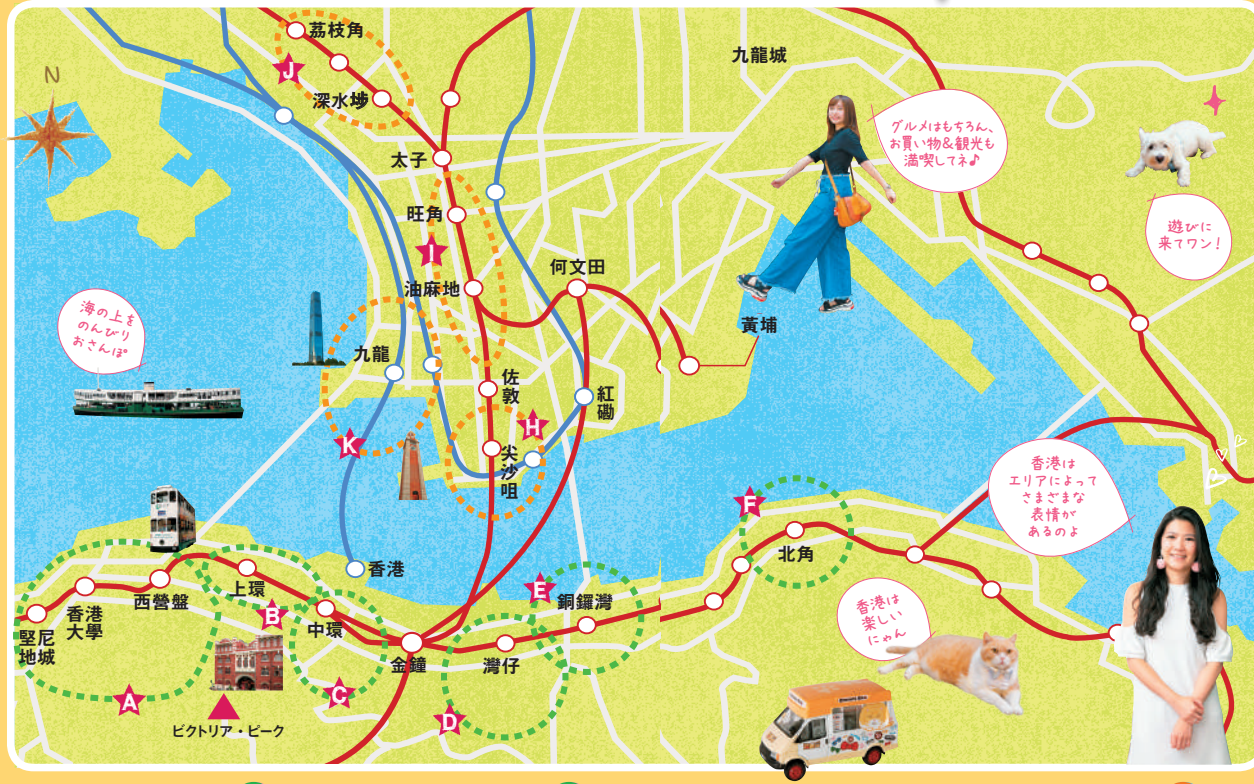 荔枝角
J
深水埗
太子
旺角
I
油麻地
何文田
九龍城
黃埔
九龍
K
佐敦
H
紅磡
尖沙咀
香港
堅尼
地城
香港
大學
西營盤
上環
B
中環
金鐘
灣仔
E
銅鑼灣
F
北角
A
C
D
ビクトリア・ピーク
N
海の上を
のんびり
おさんぽ
グルメはもちろん、
お買い物&観光も
満喫してネ♪
遊びに
来てワン!
香港は
エリアによって
さまざまな
表情が
あるのよ
香港は
楽しい
にゃん